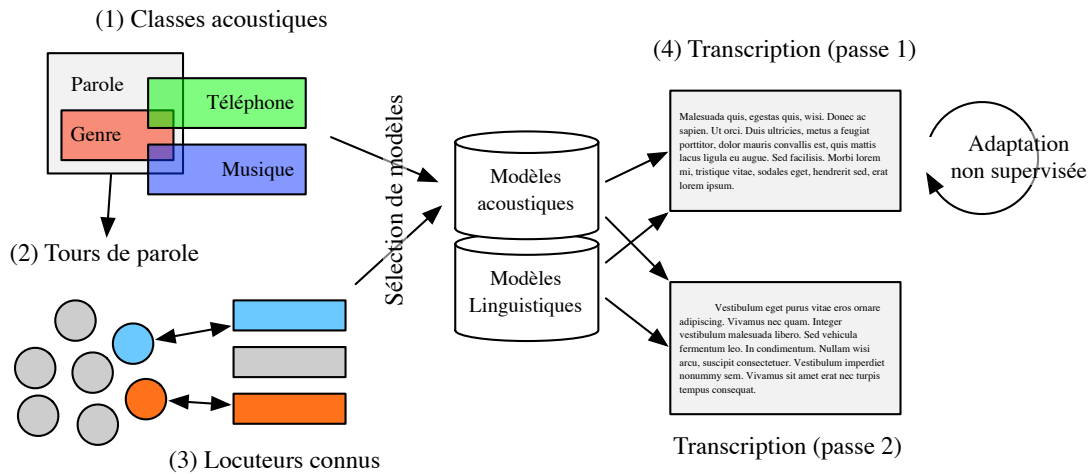 (1) Classes acoustiques
Parole
Téléphone
Genre
Musique
(2) Tours de parole
(3) Locuteurs connus
Sélection de modèles
Modèles
acoustiques
Modèles
Linguistiques
(4) Transcription (passe 1)
Malesuada quis, egestas quis, wisi. Donec ac
sapien. Ut orci. Duis ultricies, metus a feugiat
porttitor, dolor mauris convallis est, quis mattis
lacus ligula eu augue. Sed facilisis. Morbi lorem
mi, tristique vitae, sodales eget, hendrerit sed, erat
lorem ipsum.
Adaptation
non supervisée
Vestibulum eget purus vitae eros ornare
adipiscing. Vivamus nec quam. Integer
vestibulum malesuada libero. Sed vehicula
fermentum leo. In condimentum. Nullam wisi
arcu, suscipit consectetuer. Vestibulum imperdiet
nonummy sem. Vivamus sit amet erat nec turpis
tempus consequat.
Transcription (passe 2)